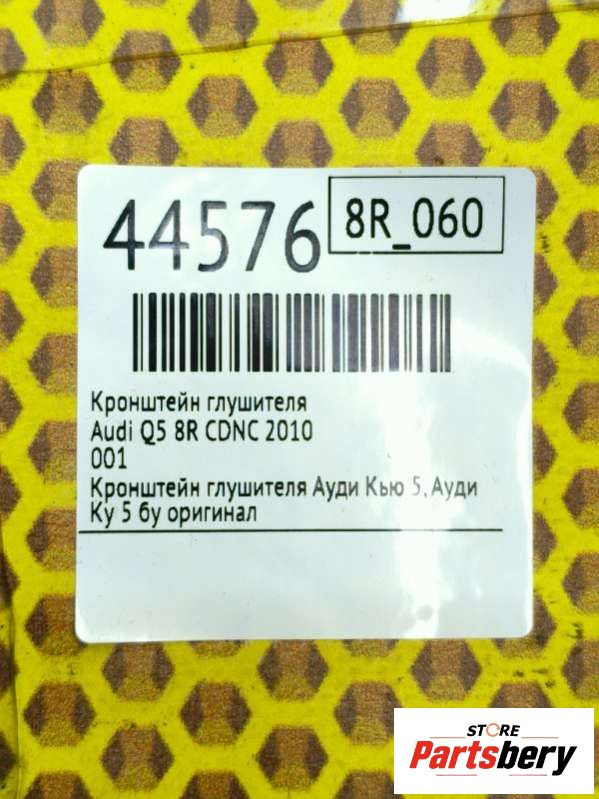 44576
8R_060
Кронштейн глушителя
Audi Q5 8R CDNC 2010
001
Кронштейн глушителя Ауди Кью 5, Ауди
Ку 5 бу оригинал
STORE
Partsbery